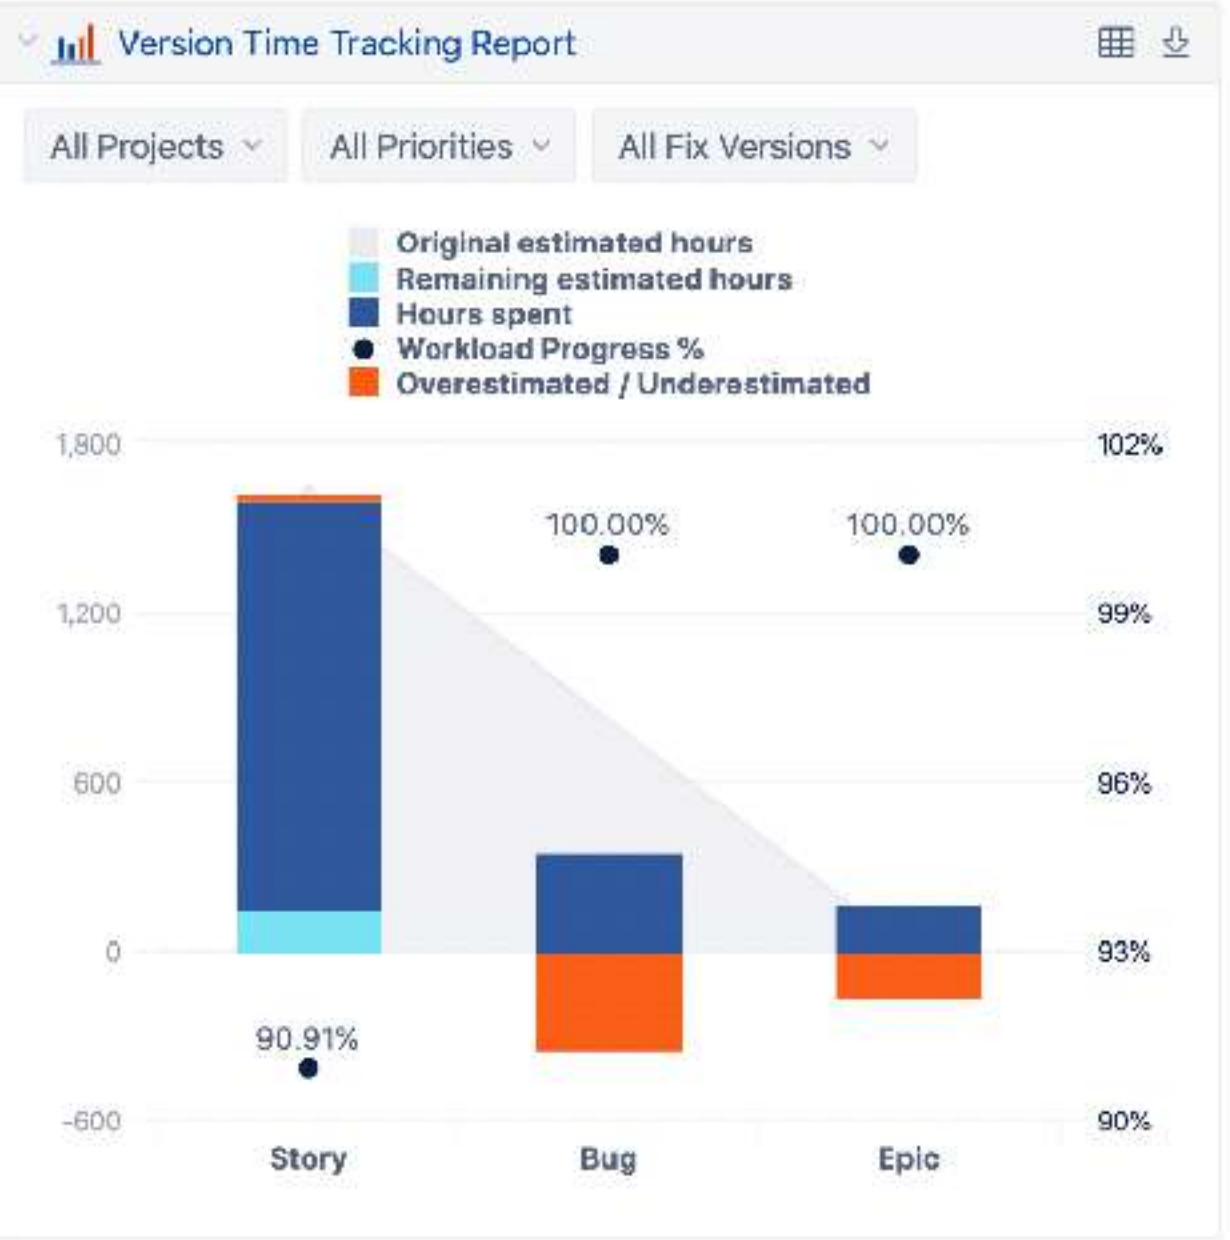 Version Time Tracking Report
All Projects All Priorities All Fix Versions
Original estimated hours
Remaining estimated hours
Hours spent
Workload Progress %
Overestimated / Underestimated
1,800 102%
100.00% 100.00%
1,200 99%
600 96%
0 93%
90.91%
-600 90%
Story Bug Epic